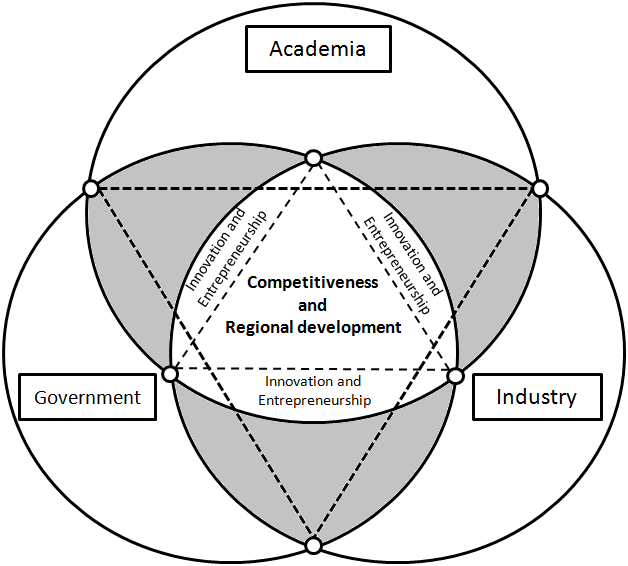 Academia
Innovation and
Entrepreneurship
Innovation and
Entrepreneurship
Competitiveness
and
Regional development
Innovation and
Entrepreneurship
Government
Industry